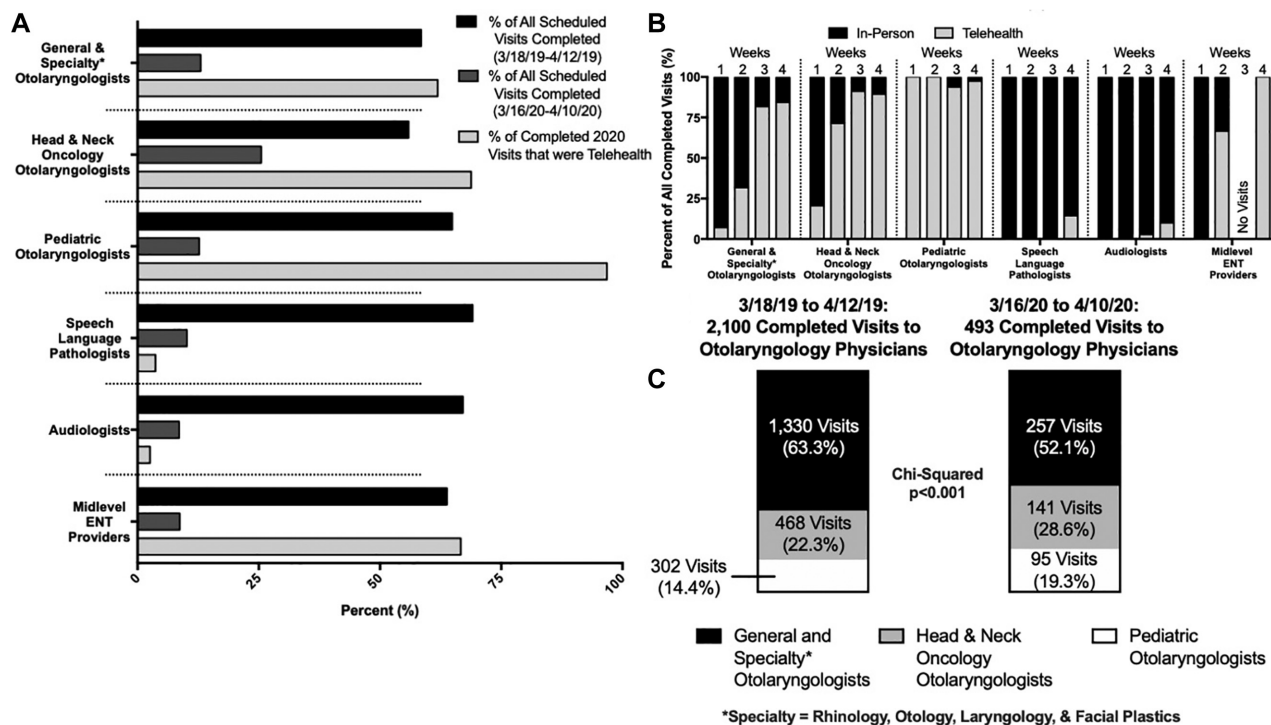 A
General &
Specialty*
Otolaryngologists
Head & Neck
Oncology
Otolaryngologists
Pediatric
Otolaryngologists
Speech
Language
Pathologists
Audiologists
Midlevel
ENT
Providers
0
25
50
75
100
Percent (%)
% of All Scheduled
Visits Completed
(3/18/19-4/12/19)
% of All Scheduled
Visits Completed
(3/16/20-4/10/20)
% of Completed 2020
Visits that were Telehealth
B
In-Person Telehealth
Weeks Weeks Weeks Weeks Weeks Weeks
1 2 3 4 1 2 3 4 1 2 3 4 1 2 3 4 1 2 3 4 1 2 3 4
Percent of All Completed Visits (%)
100
75
50
25
0
No Visits
General &
Specialty*
Otolaryngologists
Head & Neck
Oncology
Otolaryngologists
Pediatric
Otolaryngologists
Speech
Language
Pathologists
Audiologists
Midlevel
ENT
Providers
3/18/19 to 4/12/19:
2,100 Completed Visits to
Otolaryngology Physicians
3/16/20 to 4/10/20:
493 Completed Visits to
Otolaryngology Physicians
C
1,330 Visits
(63.3%)
468 Visits
(22.3%)
302 Visits
(14.4%)
Chi-Squared
p<0.001
257 Visits
(52.1%)
141 Visits
(28.6%)
95 Visits
(19.3%)
General and
Specialty*
Otolaryngologists
Head & Neck
Oncology
Otolaryngologists
Pediatric
Otolaryngologists
*Specialty = Rhinology, Otology, Laryngology, & Facial Plastics